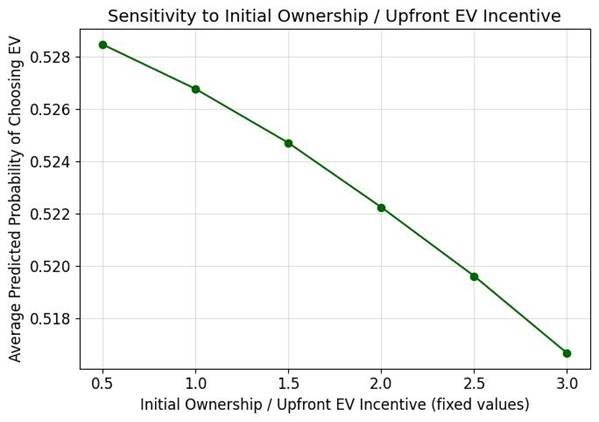 Sensitivity to Initial Ownership / Upfront EV Incentive
Average Predicted Probability of Choosing EV
0.528
0.526
0.524
0.522
0.520
0.518
0.5 1.0 1.5 2.0 2.5 3.0
Initial Ownership / Upfront EV Incentive (fixed values)